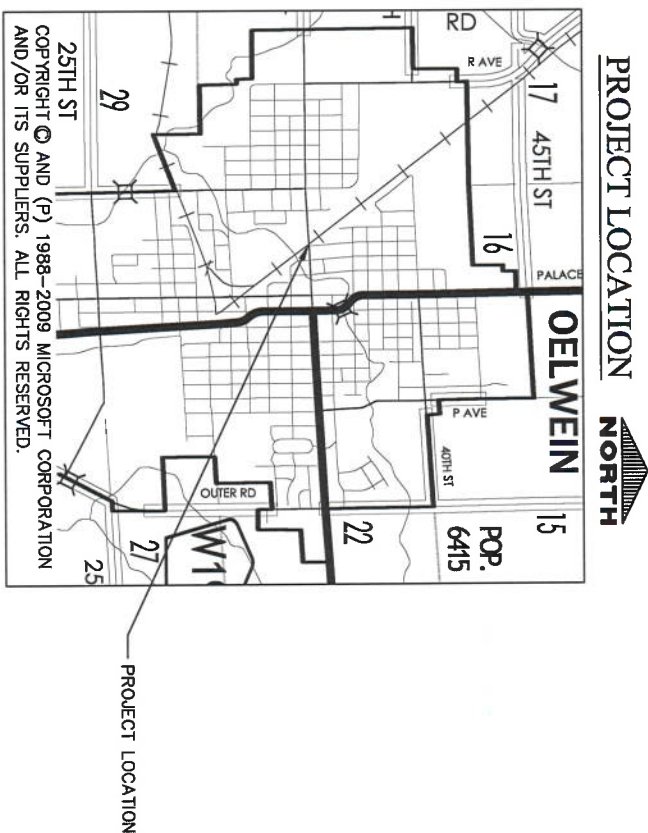 PROJECT LOCATION
NORTH
RD
R AVE
17
45TH ST
16
PALACE
OELWEIN
P AVE
40TH ST
15
POP.
6415
22
OUTER RD
W1
27
25
29
25TH ST
COPYRIGHT © AND (P) 1988-2009 MICROSOFT CORPORATION
AND/OR ITS SUPPLIERS. ALL RIGHTS RESERVED.
PROJECT LOCATION